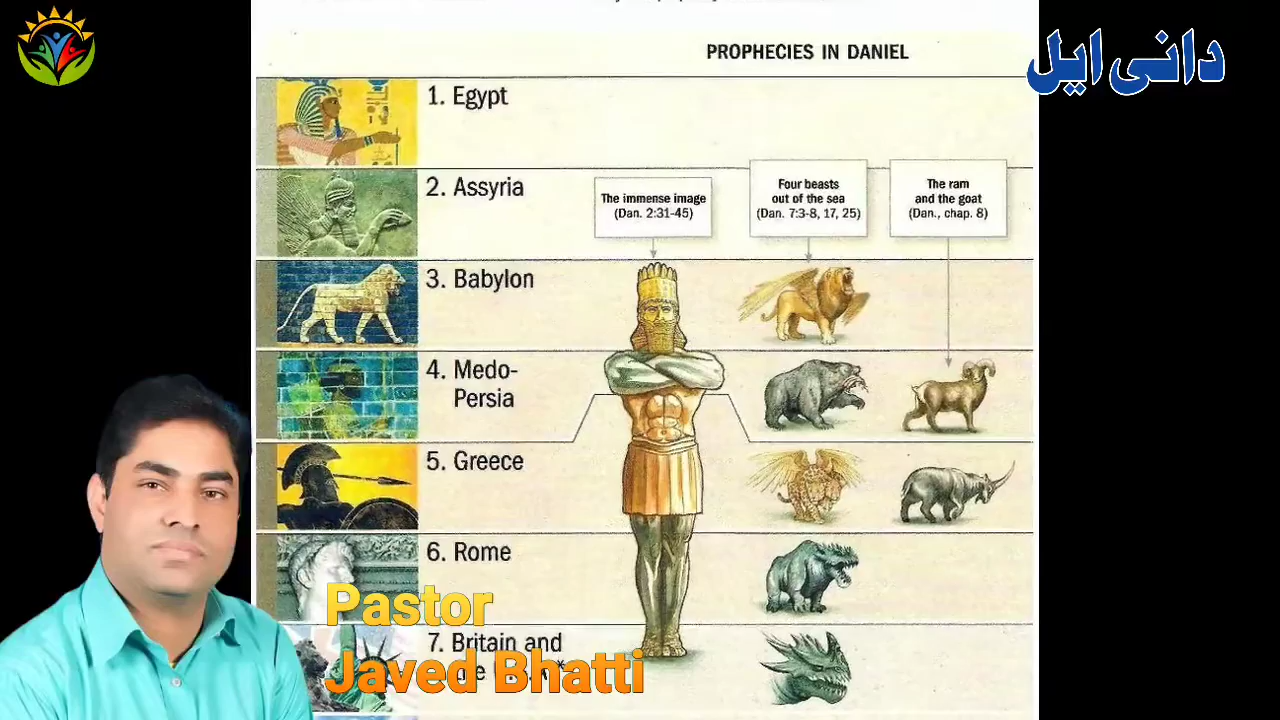 PROPHECIES IN DANIEL
دانی ایل
1. Egypt
2. Assyria
The immense image
(Dan. 2:31-45)
Four beasts
out of the sea
(Dan. 7:3-8, 17, 25)
The ram
and the goat
(Dan., chap. 8)
3. Babylon
4. Medo-
Persia
5. Greece
6. Rome
7. Britain and
Pastor
Javed Bhatti